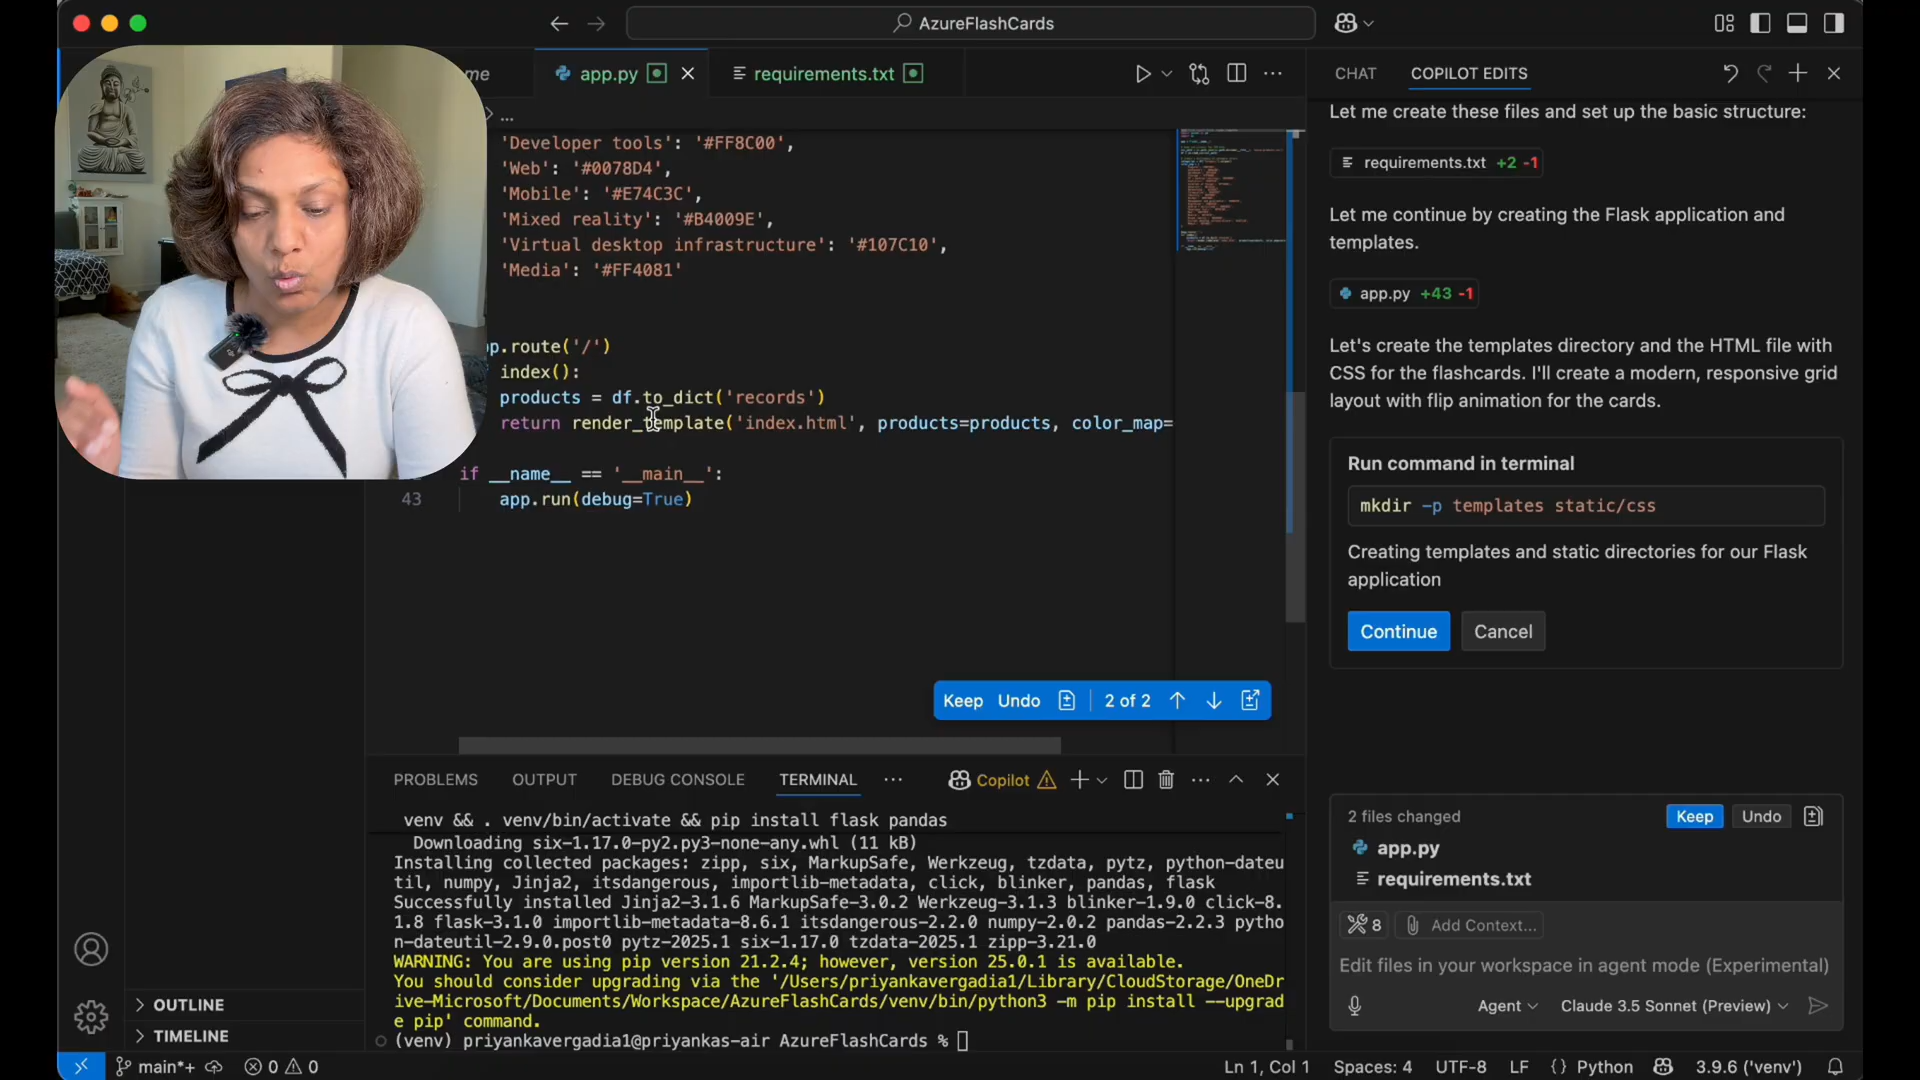 AzureFlashCards
me
app.py
requirements.txt
...
'Developer tools': '#FF8C00',
'Web': '#0078D4',
'Mobile': '#E74C3C',
'Mixed reality': '#B4009E',
'Virtual desktop infrastructure': '#107C10',
'Media': '#FF4081'
p.route('/')
index():
products = df.to_dict('records')
return render_template('index.html', products=products, color_map=
if __name__ == '__main__':
43 app.run(debug=True)
Keep Undo 2 of 2
PROBLEMS OUTPUT DEBUG CONSOLE TERMINAL ... Copilot
venv && . venv/bin/activate && pip install flask pandas
Downloading six-1.17.0-py2.py3-none-any.whl (11 kB)
Installing collected packages: zipp, six, MarkupSafe, Werkzeug, tzdata, pytz, python-dateu
til, numpy, Jinja2, itsdangerous, importlib-metadata, click, blinker, pandas, flask
Successfully installed Jinja2-3.1.6 MarkupSafe-3.0.2 Werkzeug-3.1.3 blinker-1.9.0 click-8.
1.8 flask-3.1.0 importlib-metadata-8.6.1 itsdangerous-2.2.0 numpy-2.0.2 pandas-2.2.3 pytho
n-dateutil-2.9.0.post0 pytz-2025.1 six-1.17.0 tzdata-2025.1 zipp-3.21.0
WARNING: You are using pip version 21.2.4; however, version 25.0.1 is available.
You should consider upgrading via the '/Users/priyankavergadia1/Library/CloudStorage/OneDr
ive-Microsoft/Documents/Workspace/AzureFlashCards/venv/bin/python3 -m pip install --upgrad
e pip' command.
(venv) priyankavergadia1@priyankas-air AzureFlashCards %
CHAT COPILOT EDITS
Let me create these files and set up the basic structure:
requirements.txt +2 -1
Let me continue by creating the Flask application and
templates.
app.py +43 -1
Let's create the templates directory and the HTML file with
CSS for the flashcards. I'll create a modern, responsive grid
layout with flip animation for the cards.
Run command in terminal
mkdir -p templates static/css
Creating templates and static directories for our Flask
application
Continue Cancel
2 files changed Keep Undo
app.py
requirements.txt
8 Add Context...
Edit files in your workspace in agent mode (Experimental)
Agent Claude 3.5 Sonnet (Preview)
OUTLINE
TIMELINE
main*+ 0 0 Ln 1, Col 1 Spaces: 4 UTF-8 LF {} Python 3.9.6 ('venv')